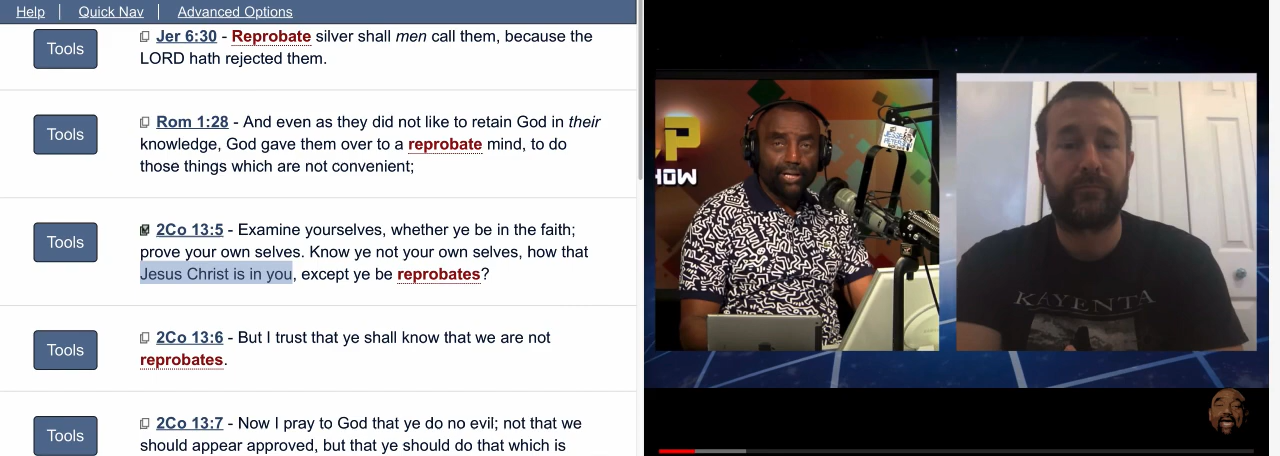 Help | Quick Nav | Advanced Options
Tools
Jer 6:30 - Reprobate silver shall men call them, because the
LORD hath rejected them.
Tools
Rom 1:28 - And even as they did not like to retain God in their
knowledge, God gave them over to a reprobate mind, to do
those things which are not convenient;
Tools
2Co 13:5 - Examine yourselves, whether ye be in the faith;
prove your own selves. Know ye not your own selves, how that
Jesus Christ is in you, except ye be reprobates?
Tools
2Co 13:6 - But I trust that ye shall know that we are not
reprobates.
Tools
2Co 13:7 - Now I pray to God that ye do no evil; not that we
should appear approved, but that ye should do that which is
P
HOW
JESSE
KAYENTA